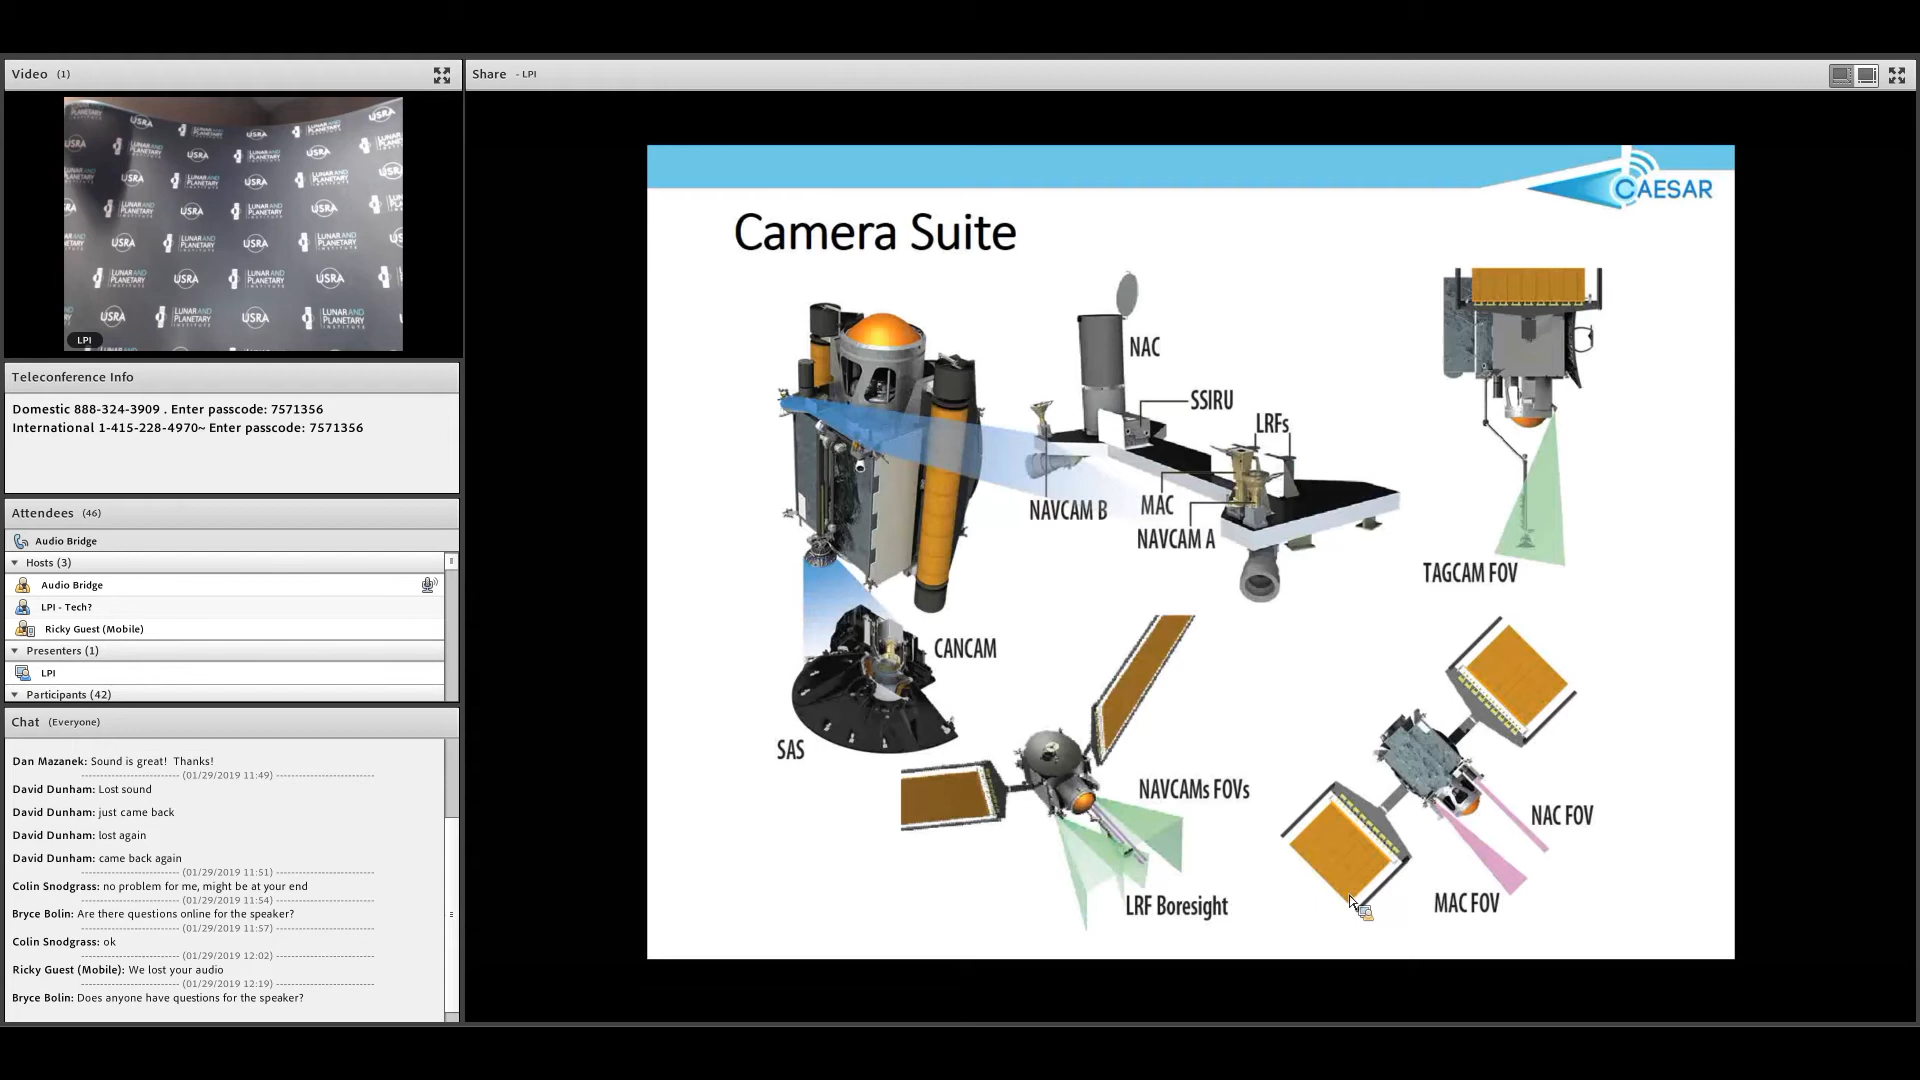 Video (1)
USRA
LUNAR AND PLANETARY INSTITUTE
LPI
Teleconference Info
Domestic 888-324-3909 . Enter passcode: 7571356
International 1-415-228-4970~ Enter passcode: 7571356
Attendees (46)
Audio Bridge
Hosts (3)
Audio Bridge
LPI - Tech?
Ricky Guest (Mobile)
Presenters (1)
LPI
Participants (42)
Chat (Everyone)
Dan Mazanek: Sound is great! Thanks!
(01/29/2019 11:49)
David Dunham: Lost sound
David Dunham: just came back
David Dunham: lost again
David Dunham: came back again
(01/29/2019 11:51)
Colin Snodgrass: no problem for me, might be at your end
(01/29/2019 11:54)
Bryce Bolin: Are there questions online for the speaker?
(01/29/2019 11:57)
Colin Snodgrass: ok
(01/29/2019 12:02)
Ricky Guest (Mobile): We lost your audio
(01/29/2019 12:19)
Bryce Bolin: Does anyone have questions for the speaker?
Share - LPI
CAESAR
Camera Suite
NAC
SSIRU
LRFs
NAVCAM B
MAC
NAVCAM A
TAGCAM FOV
CANCAM
SAS
NAVCAMs FOVs
LRF Boresight
NAC FOV
MAC FOV